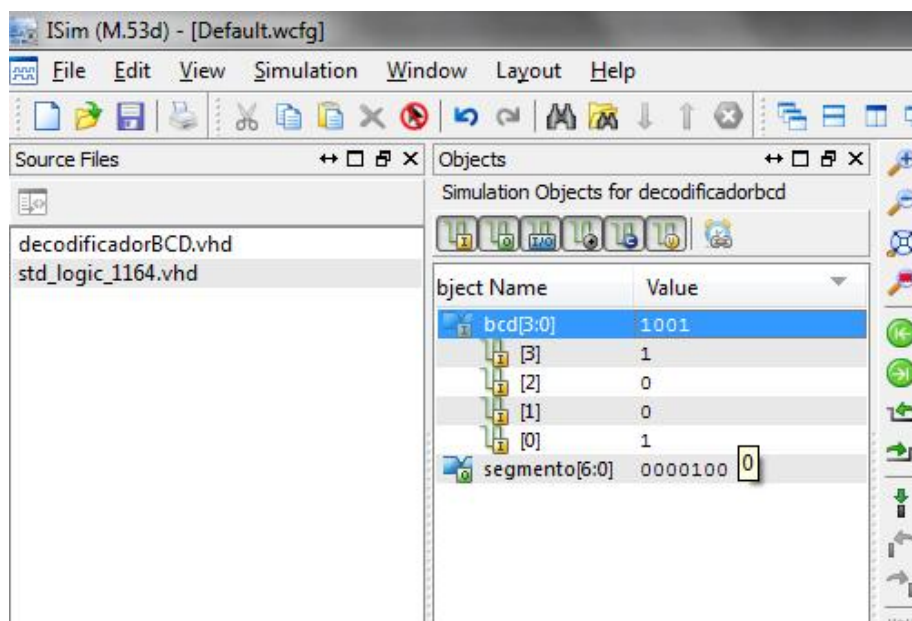 ISim (M.53d) - [Default.wcfg]
File Edit View Simulation Window Layout Help
Source Files
decodificadorBCD.vhd
std_logic_1164.vhd
Objects
Simulation Objects for decodificadorbcd
I O I/O C
bject Name Value
bcd[3:0] 1001
[3] 1
[2] 0
[1] 0
[0] 1
segmento[6:0] 0000100
0